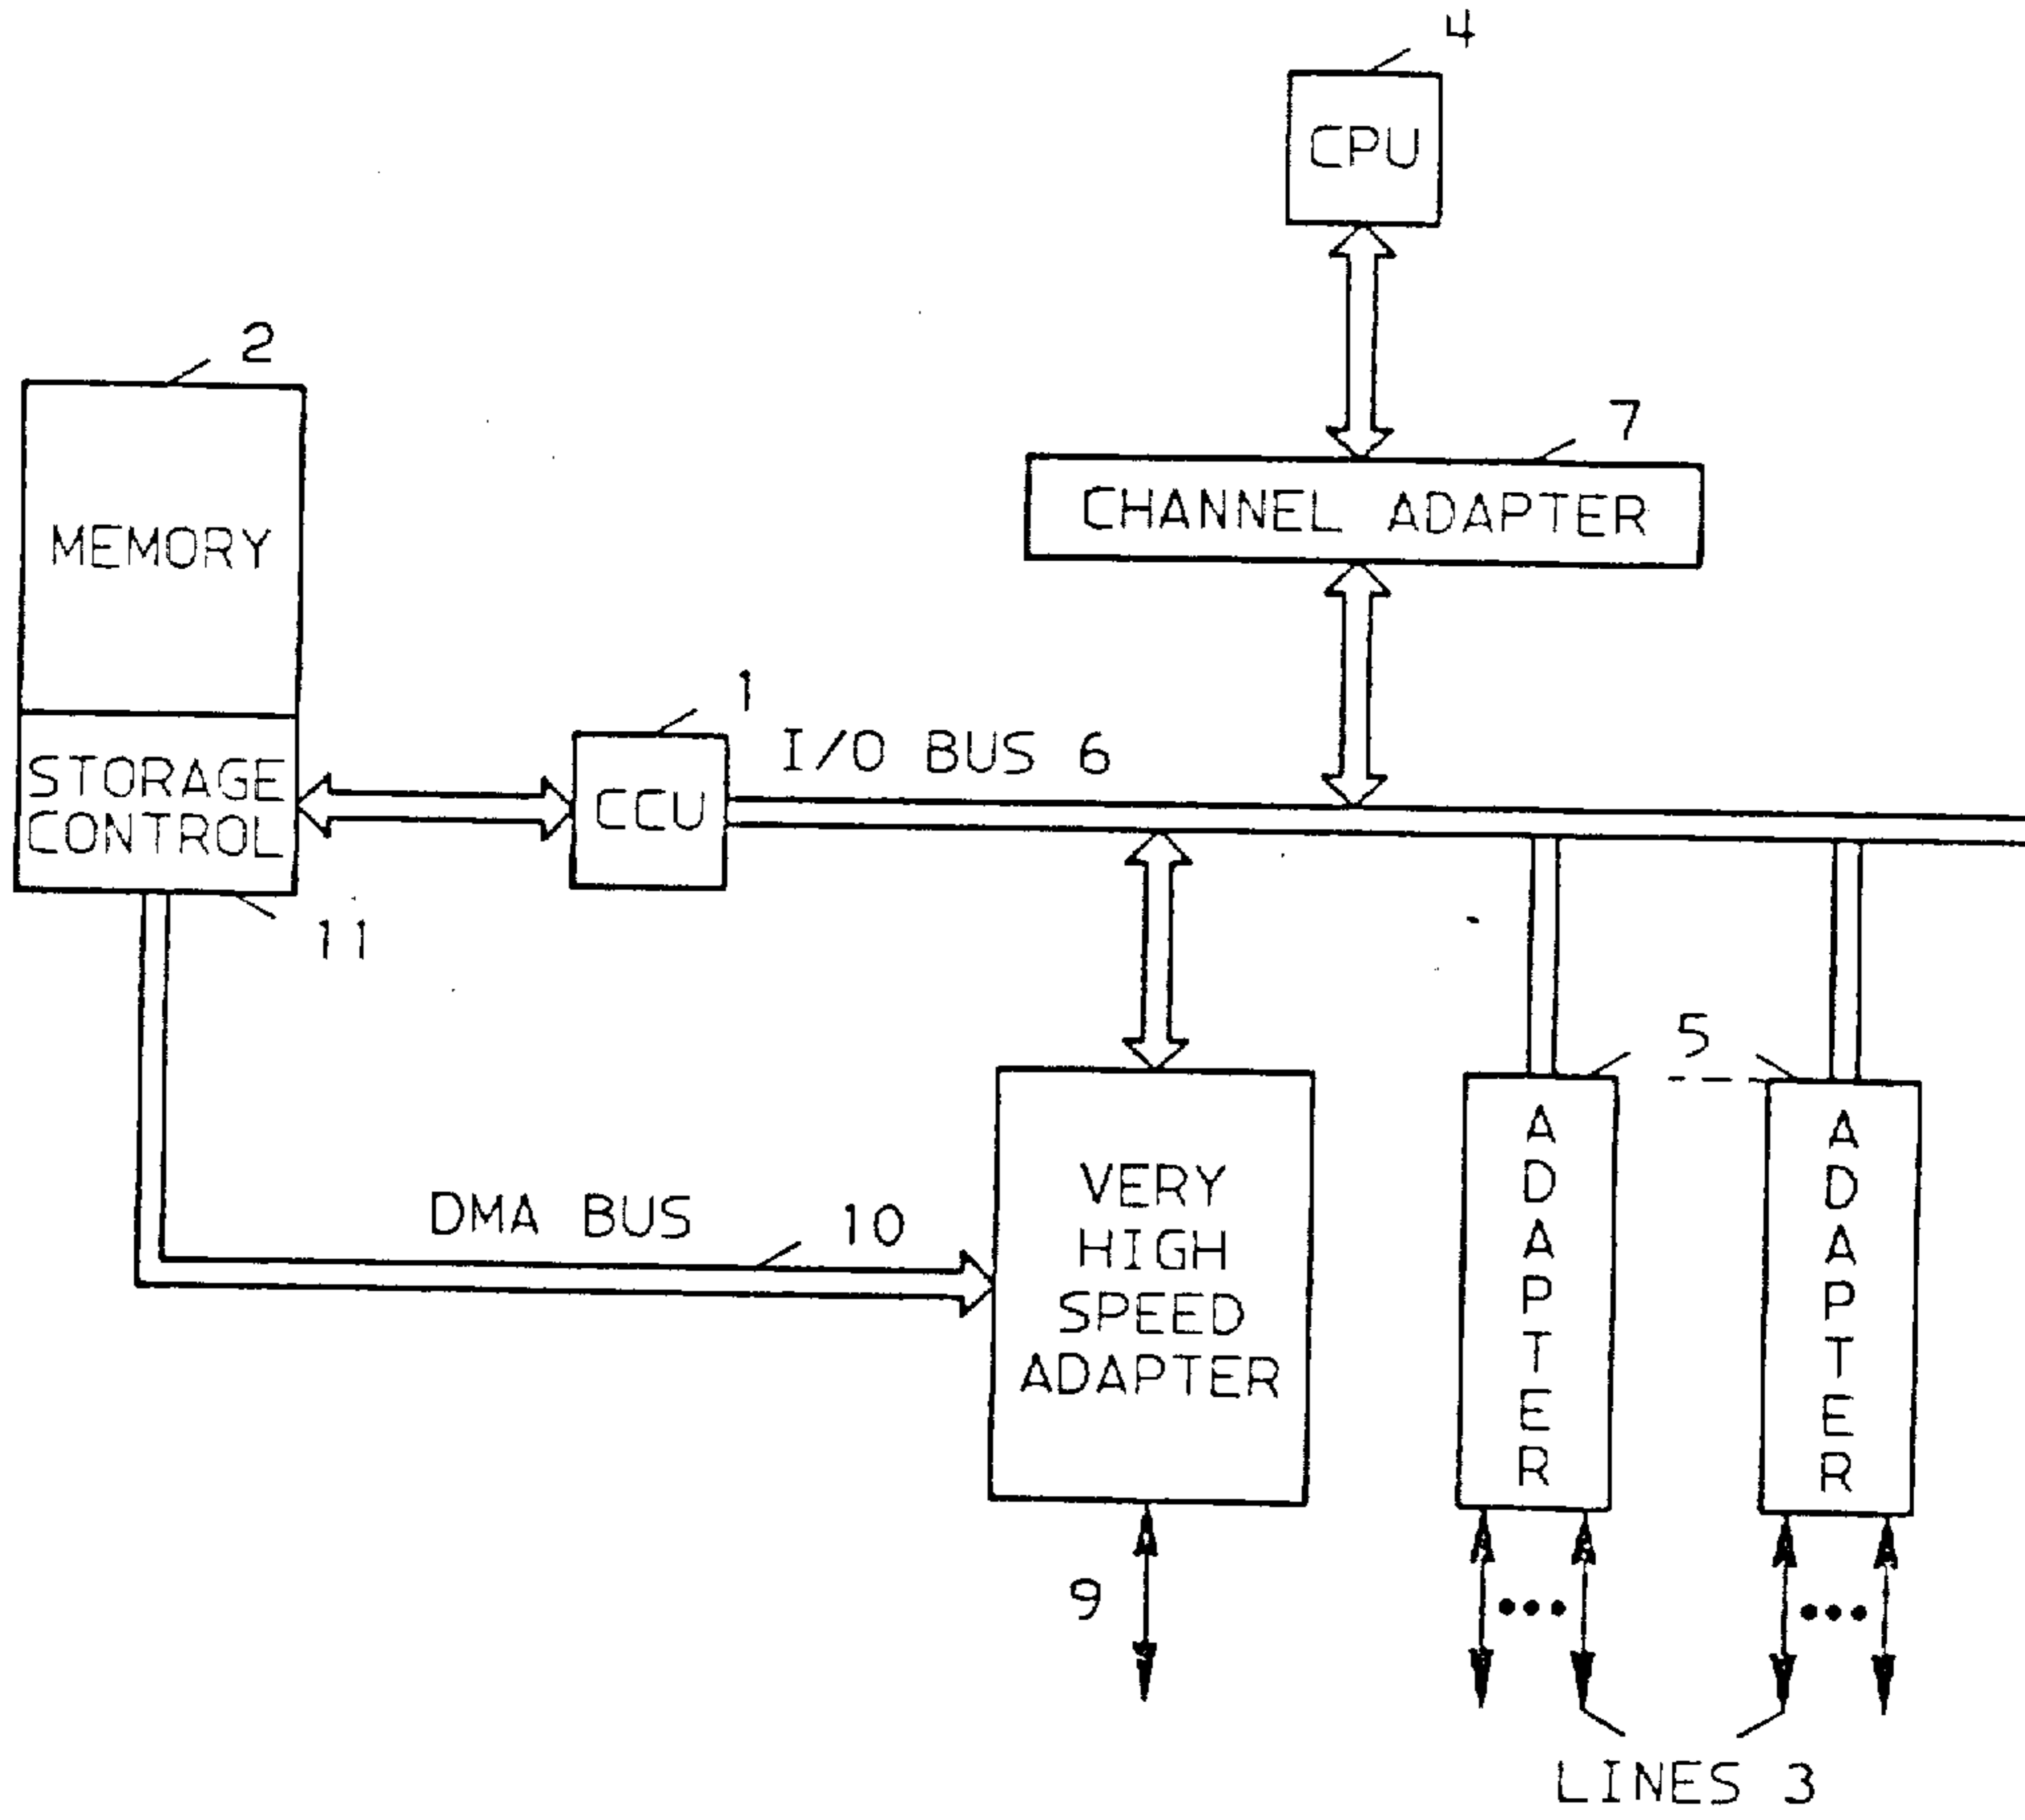 4
CPU
2
7
CHANNEL ADAPTER
MEMORY
1
I/O BUS 6
STORAGE
CONTROL
CCU
11
5
DMA BUS
10
VERY
HIGH
SPEED
ADAPTER
ADAPTER
ADAPTER
9
LINES 3